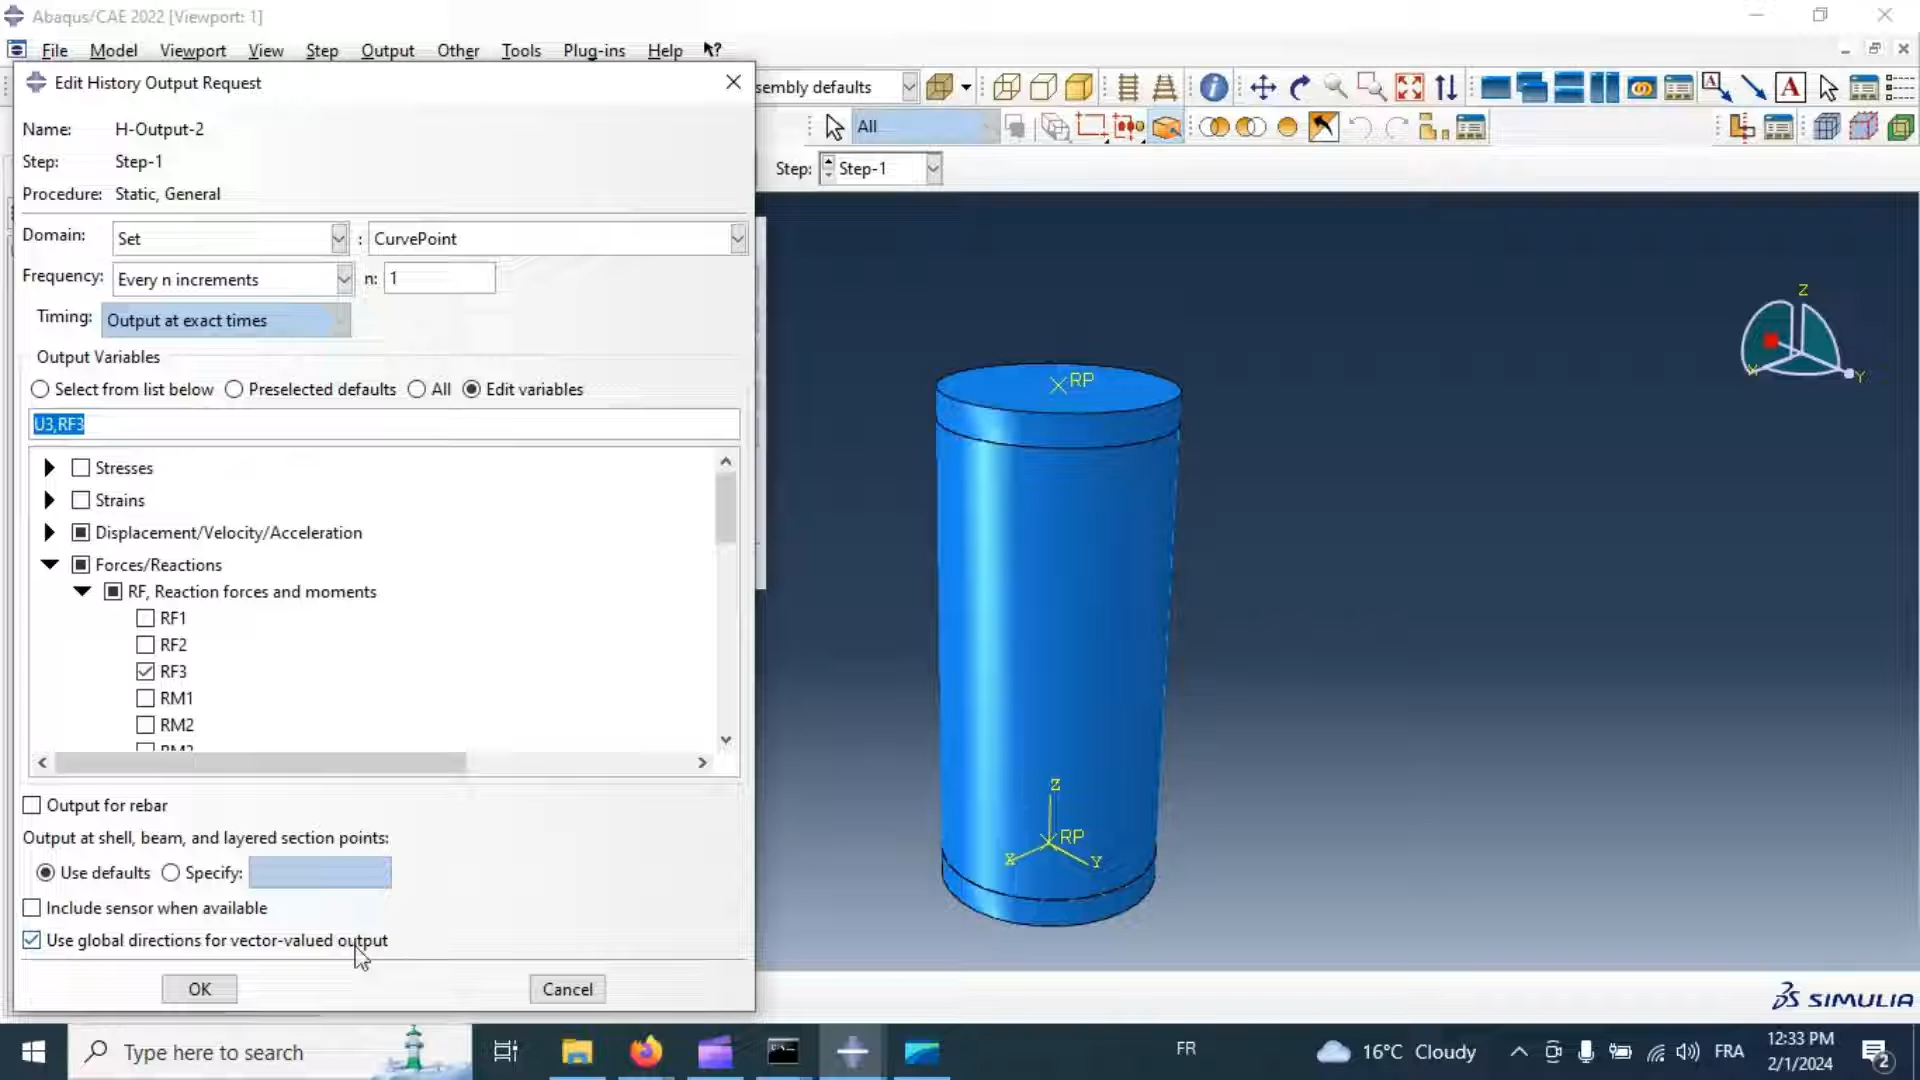 Abaqus/CAE 2022 [Viewport: 1]
File Model Viewport View Step Output Other Tools Plug-ins Help
Edit History Output Request
sembly defaults
All
Name: H-Output-2
Step: Step-1
Step: Step-1
Procedure: Static, General
Domain: Set : CurvePoint
Frequency: Every n increments n: 1
Timing: Output at exact times
Output Variables
Select from list below Preselected defaults All Edit variables
U3,RF3
Stresses
Strains
Displacement/Velocity/Acceleration
Forces/Reactions
RF, Reaction forces and moments
RF1
RF2
RF3
RM1
RM2
RM3
Output for rebar
Output at shell, beam, and layered section points:
Use defaults Specify:
Include sensor when available
Use global directions for vector-valued output
OK Cancel
RP
Z
RP
X Y
Z
X Y
A
A
SIMULIA
Type here to search
FR
16°C Cloudy
FRA
12:33 PM
2/1/2024
2